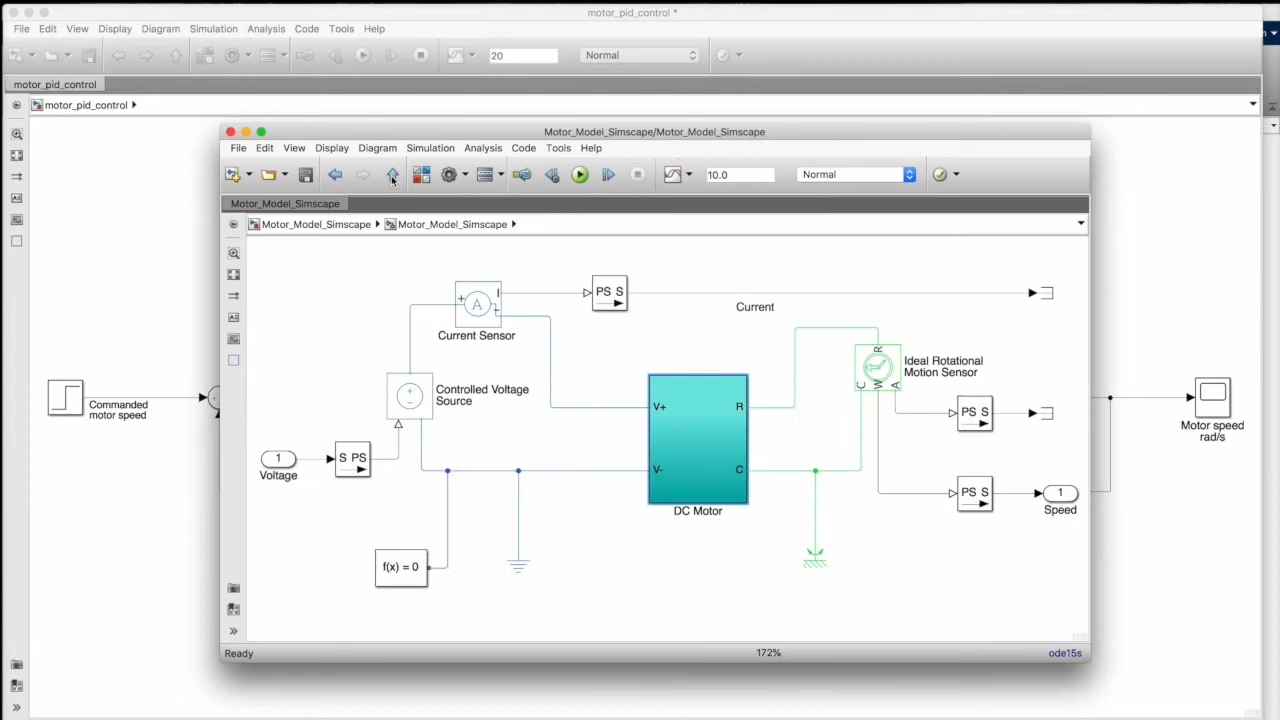 motor_pid_control *
File Edit View Display Diagram Simulation Analysis Code Tools Help
20
Normal
motor_pid_control
motor_pid_control
Motor_Model_Simscape/Motor_Model_Simscape
File Edit View Display Diagram Simulation Analysis Code Tools Help
10.0
Normal
Motor_Model_Simscape
Motor_Model_Simscape Motor_Model_Simscape
I
PS S
Current
+
A
-
Current Sensor
R
C W A
Ideal Rotational
Motion Sensor
+
-
Controlled Voltage
Source
Commanded
motor speed
V+ R
PS S
Motor speed
rad/s
1
Voltage
S PS
V- C
DC Motor
PS S
1
Speed
f(x) = 0
Ready
172%
ode15s